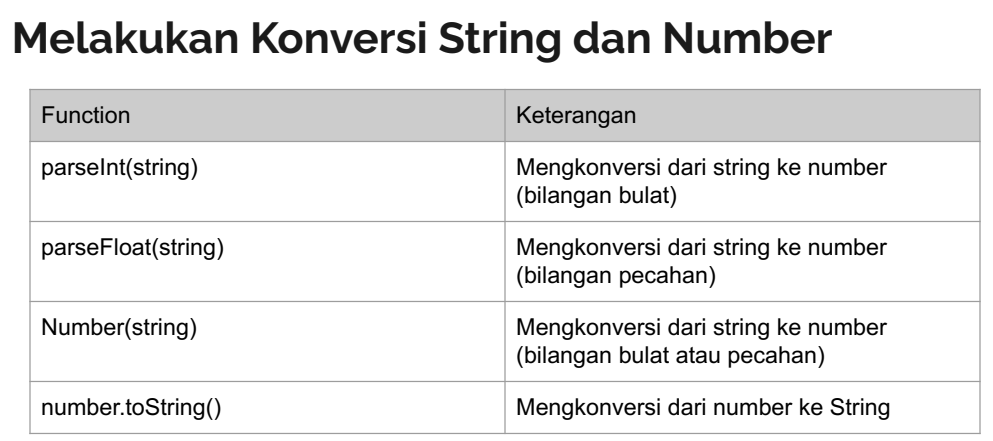 Melakukan Konversi String dan Number
Function
Keterangan
parseInt(string)
Mengkonversi dari string ke number
(bilangan bulat)
parseFloat(string)
Mengkonversi dari string ke number
(bilangan pecahan)
Number(string)
Mengkonversi dari string ke number
(bilangan bulat atau pecahan)
number.toString()
Mengkonversi dari number ke String